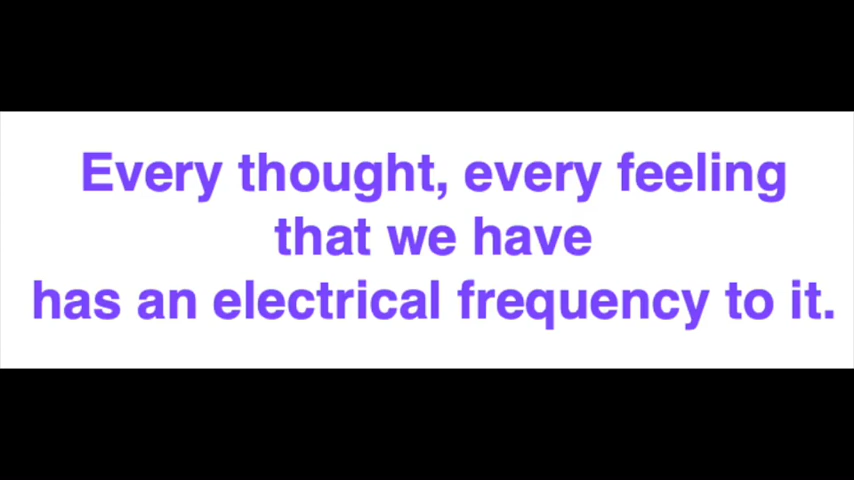 Every thought, every feeling
that we have
has an electrical frequency to it.